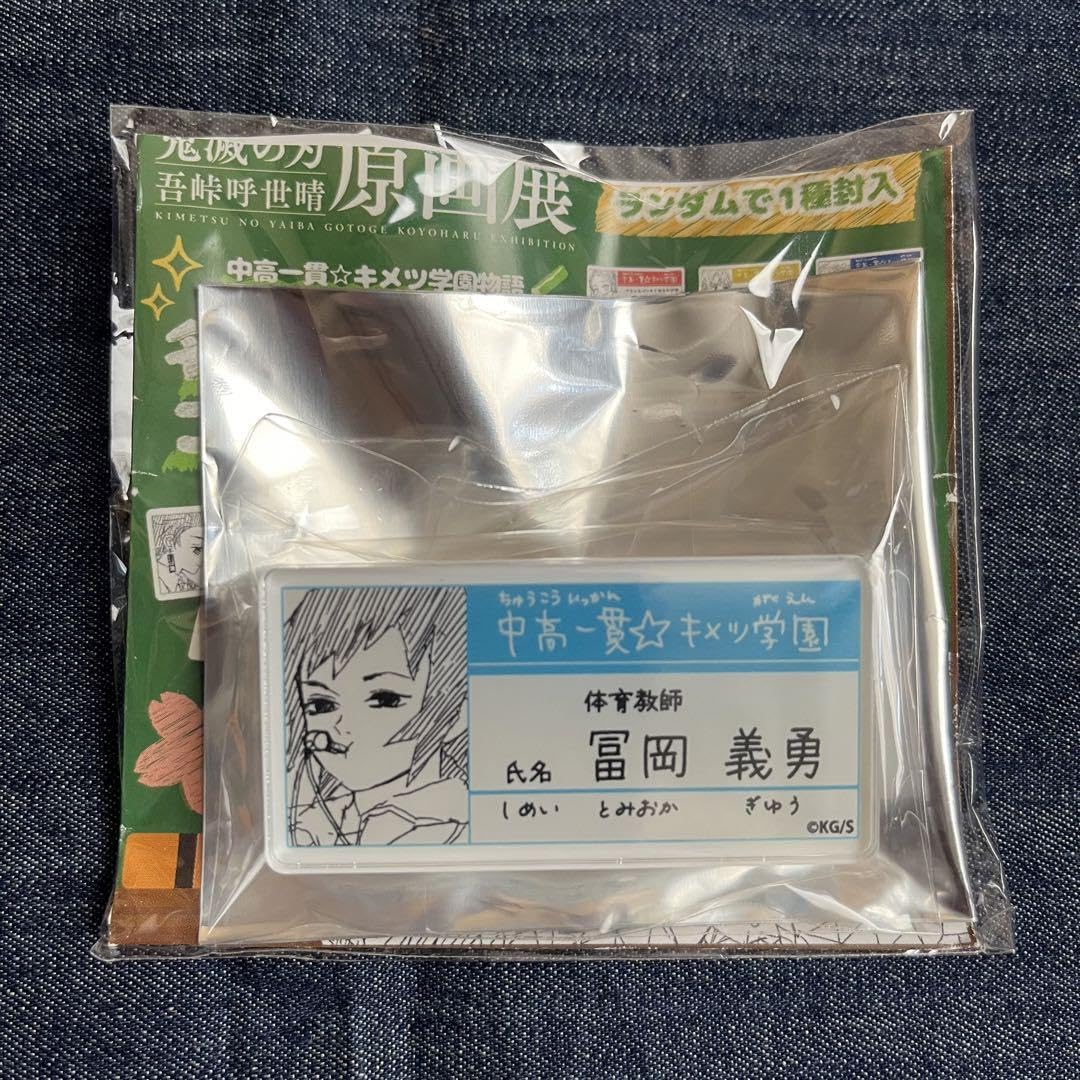 鬼滅の刃
吾峠呼世晴 原画展
KIMETSU NO YAIBA GOTOGE KOYOHARU EXHIBITION
ランダムで1種封入
中高一貫☆キメツ学園物語
ちゅうこういっかん がくえん
中高一貫☆キメツ学園
体育教師
氏名 冨岡 義勇
しめい とみおか ぎゆう
©KG/S